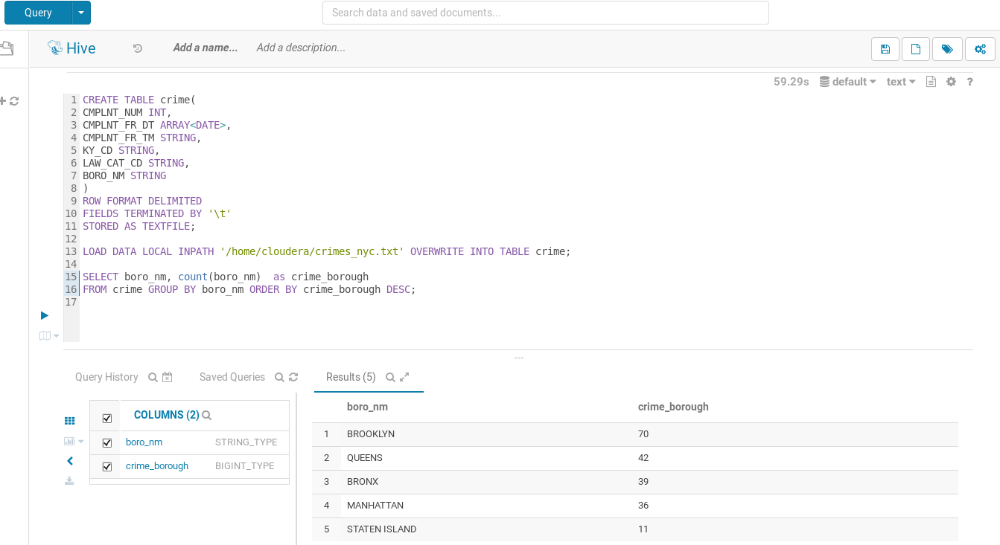 Query
Search data and saved documents...
Hive
Add a name...
Add a description...
59.29s default text ?
1 CREATE TABLE crime(
2 CMPLNT_NUM INT,
3 CMPLNT_FR_DT ARRAY<DATE>,
4 CMPLNT_FR_TM STRING,
5 KY_CD STRING,
6 LAW_CAT_CD STRING,
7 BORO_NM STRING
8 )
9 ROW FORMAT DELIMITED
10 FIELDS TERMINATED BY '\t'
11 STORED AS TEXTFILE;
12
13 LOAD DATA LOCAL INPATH '/home/cloudera/crimes_nyc.txt' OVERWRITE INTO TABLE crime;
14
15 SELECT boro_nm, count(boro_nm)  as crime_borough
16 FROM crime GROUP BY boro_nm ORDER BY crime_borough DESC;
17
Query History
Saved Queries
Results (5)
COLUMNS (2)
boro_nm STRING_TYPE
crime_borough BIGINT_TYPE
boro_nm crime_borough
1 BROOKLYN 70
2 QUEENS 42
3 BRONX 39
4 MANHATTAN 36
5 STATEN ISLAND 11